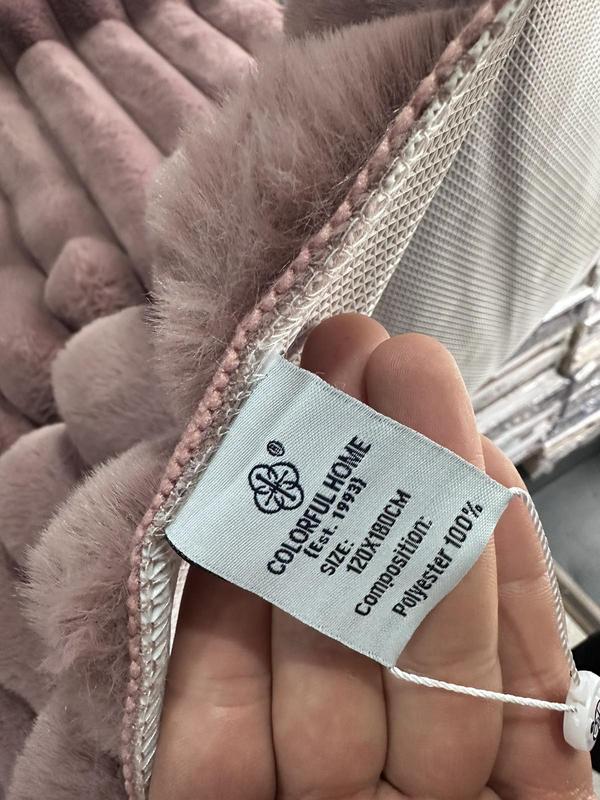 COLORFUL HOME
(Est. 1993)
SIZE:
120X180CM
Composition:
Polyester 100%